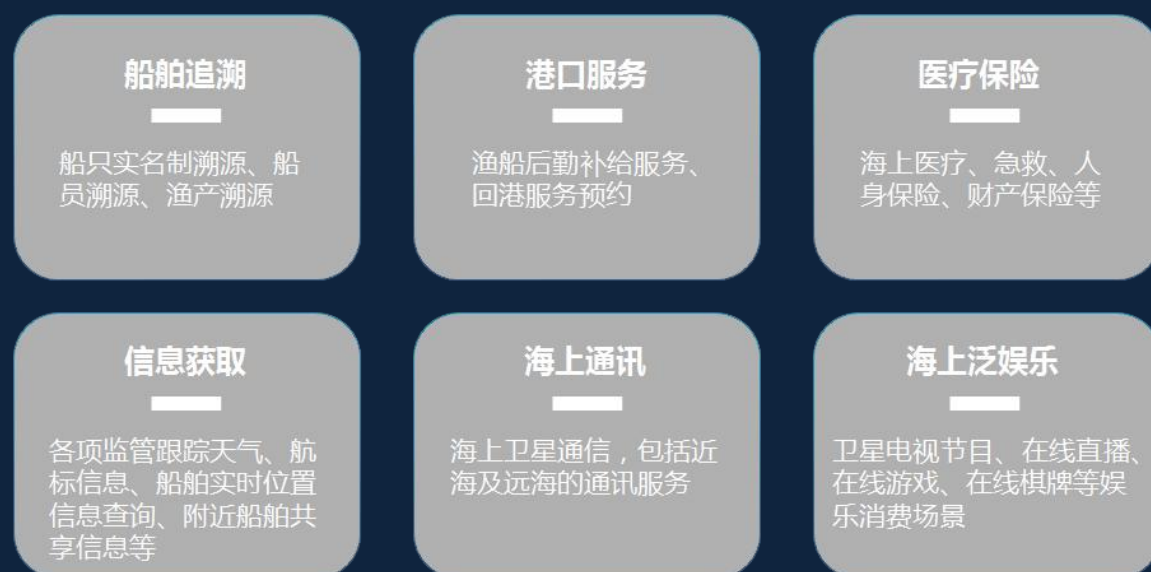 船舶追溯
船只实名制溯源、船
员溯源、渔产溯源
港口服务
渔船后勤补给服务、
回港服务预约
医疗保险
海上医疗、急救、人
身保险、财产保险等
信息获取
各项监管跟踪天气、航
标信息、船舶实时位置
信息查询、附近船舶共
享信息等
海上通讯
海上卫星通信，包括近
海及远海的通讯服务
海上泛娱乐
卫星电视节目、在线直播、
在线游戏、在线棋牌等娱
乐消费场景